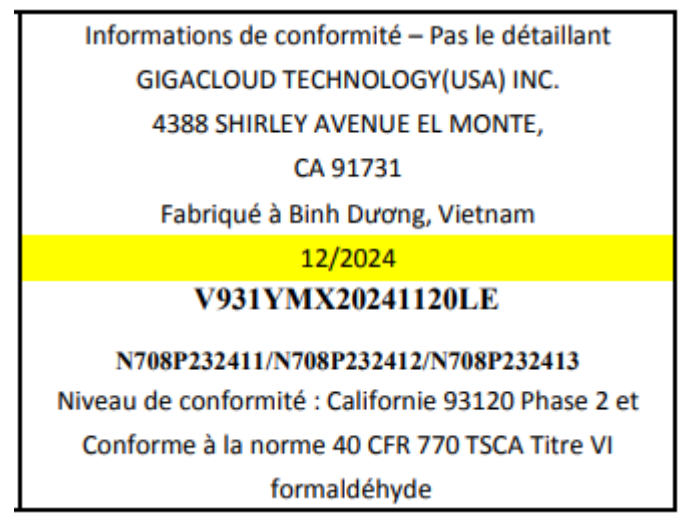 Informations de conformité – Pas le détaillant
GIGACLOUD TECHNOLOGY(USA) INC.
4388 SHIRLEY AVENUE EL MONTE,
CA 91731
Fabriqué à Binh Dương, Vietnam
12/2024
V931YMX20241120LE
N708P232411/N708P232412/N708P232413
Niveau de conformité : Californie 93120 Phase 2 et
Conforme à la norme 40 CFR 770 TSCA Titre VI
formaldéhyde